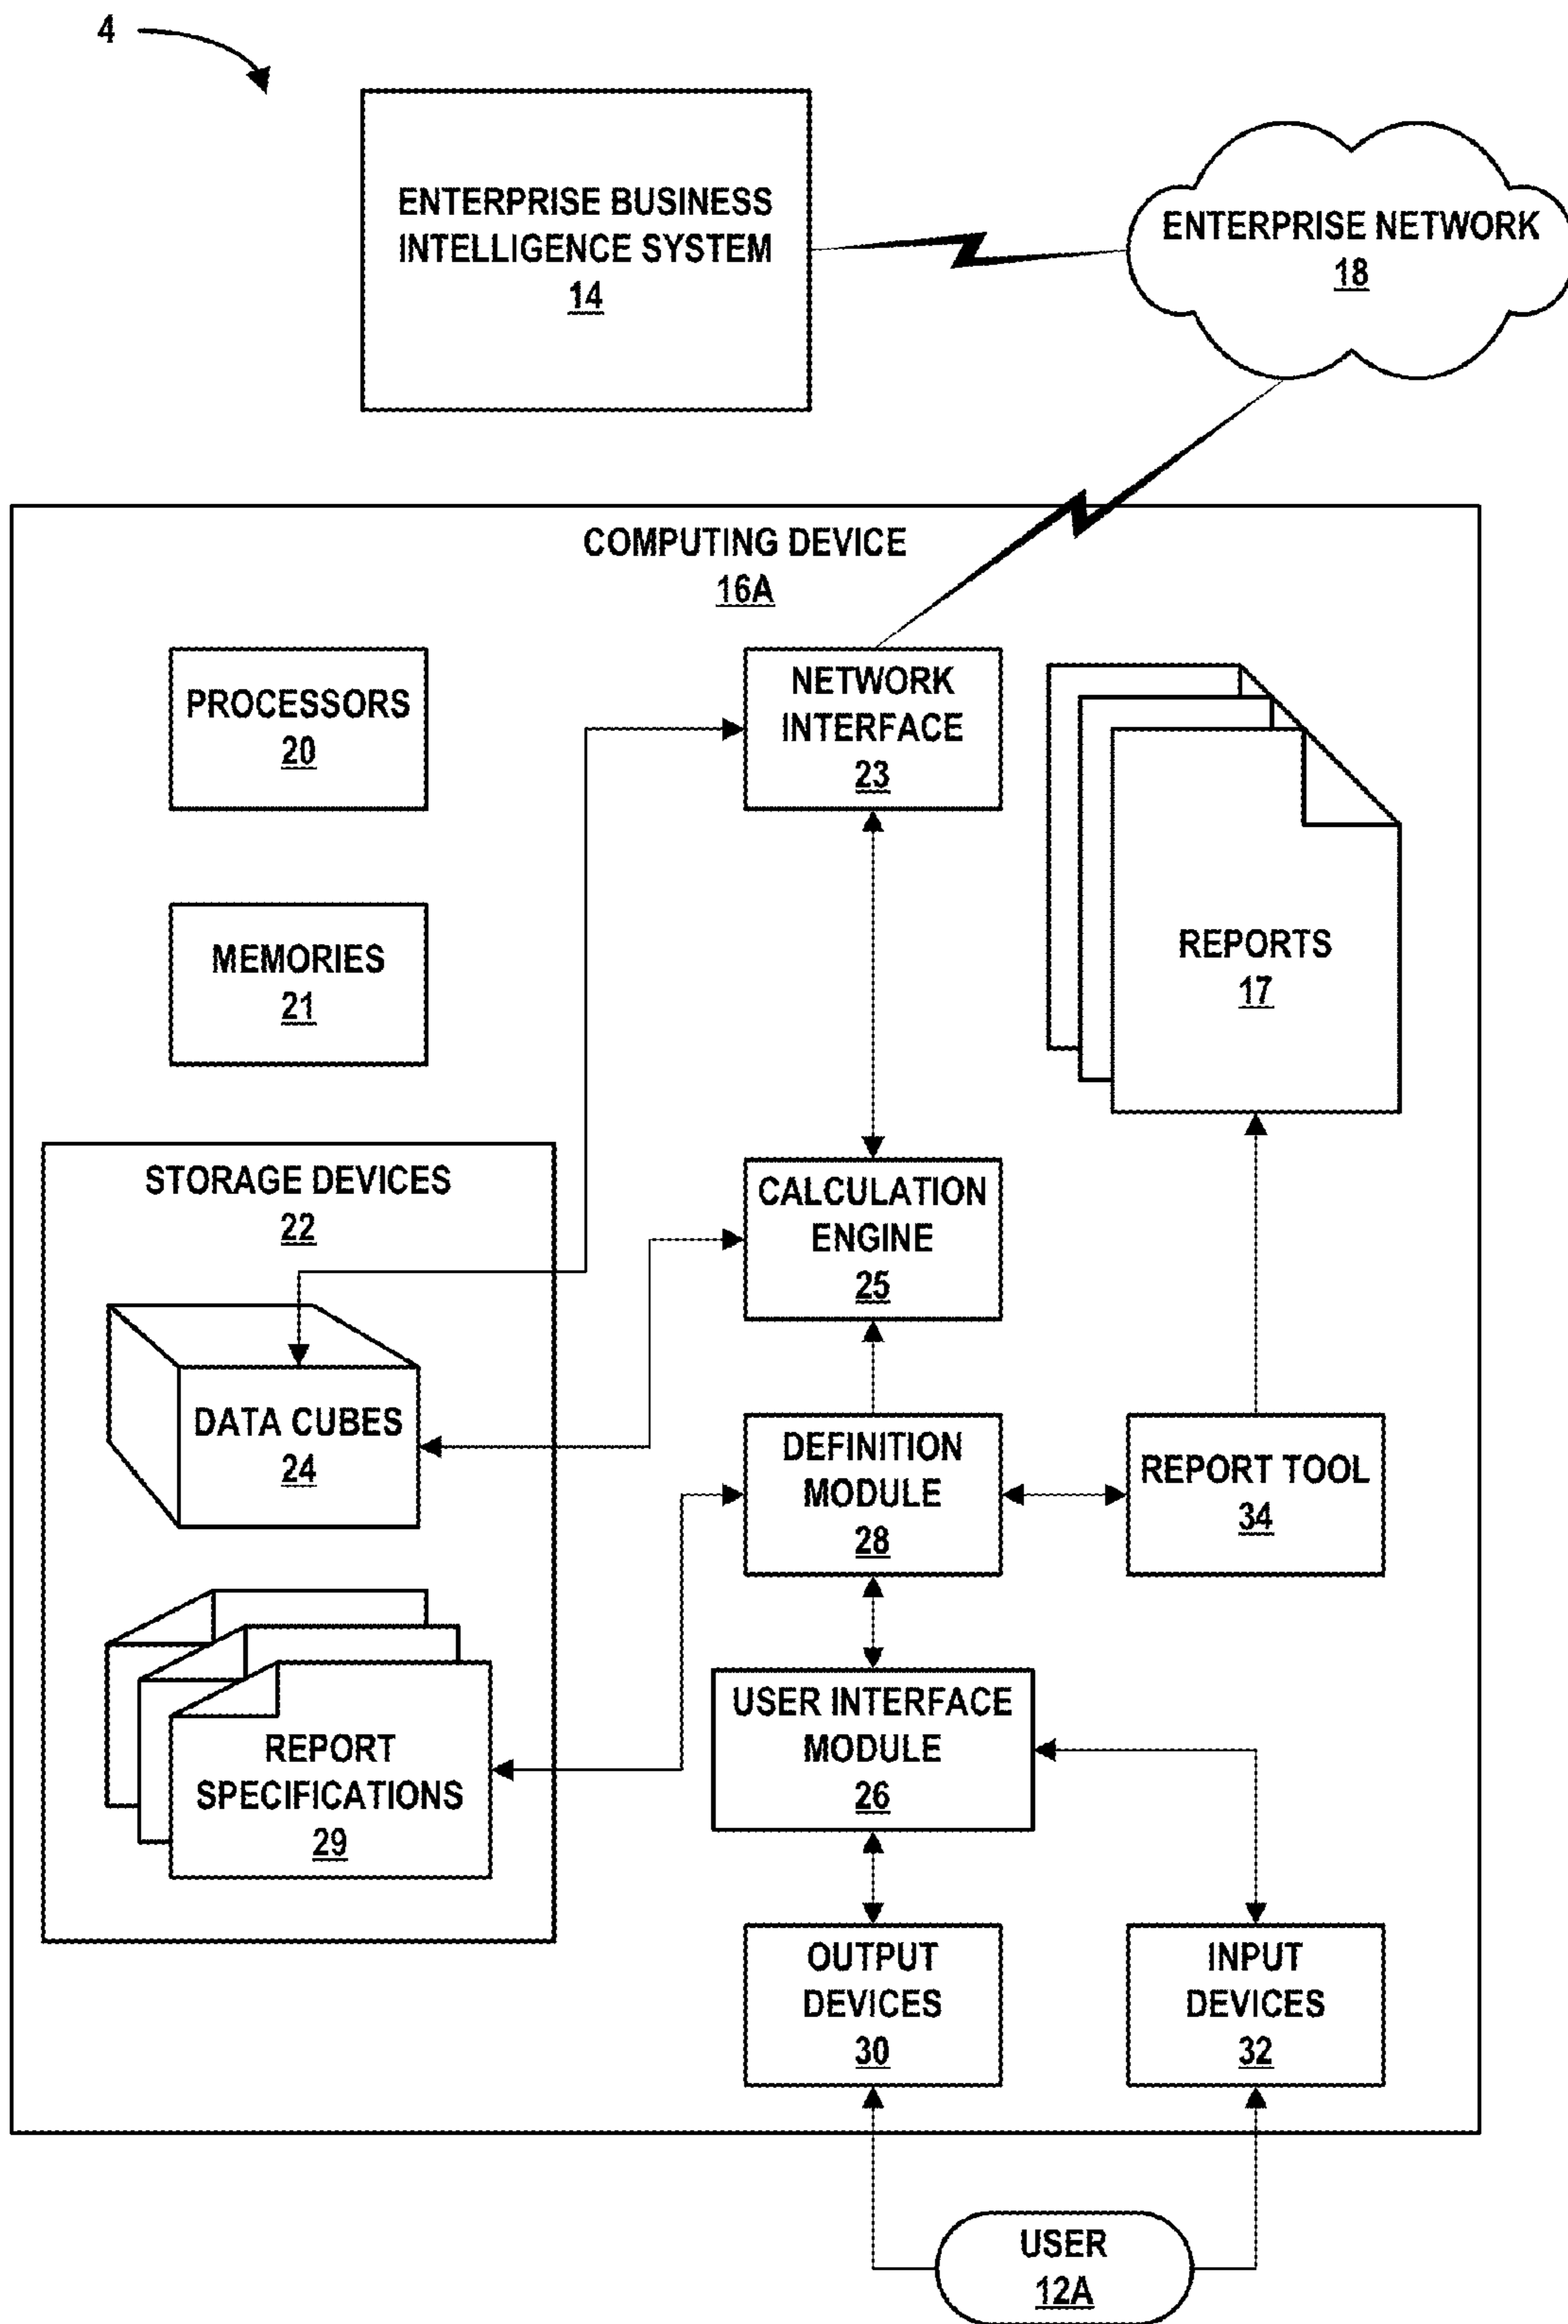 4
ENTERPRISE BUSINESS
INTELLIGENCE SYSTEM
14
ENTERPRISE NETWORK
18
COMPUTING DEVICE
16A
PROCESSORS
20
NETWORK
INTERFACE
23
MEMORIES
21
REPORTS
17
STORAGE DEVICES
22
CALCULATION
ENGINE
25
DATA CUBES
24
DEFINITION
MODULE
28
REPORT TOOL
34
REPORT
SPECIFICATIONS
29
USER INTERFACE
MODULE
26
OUTPUT
DEVICES
30
INPUT
DEVICES
32
USER
12A